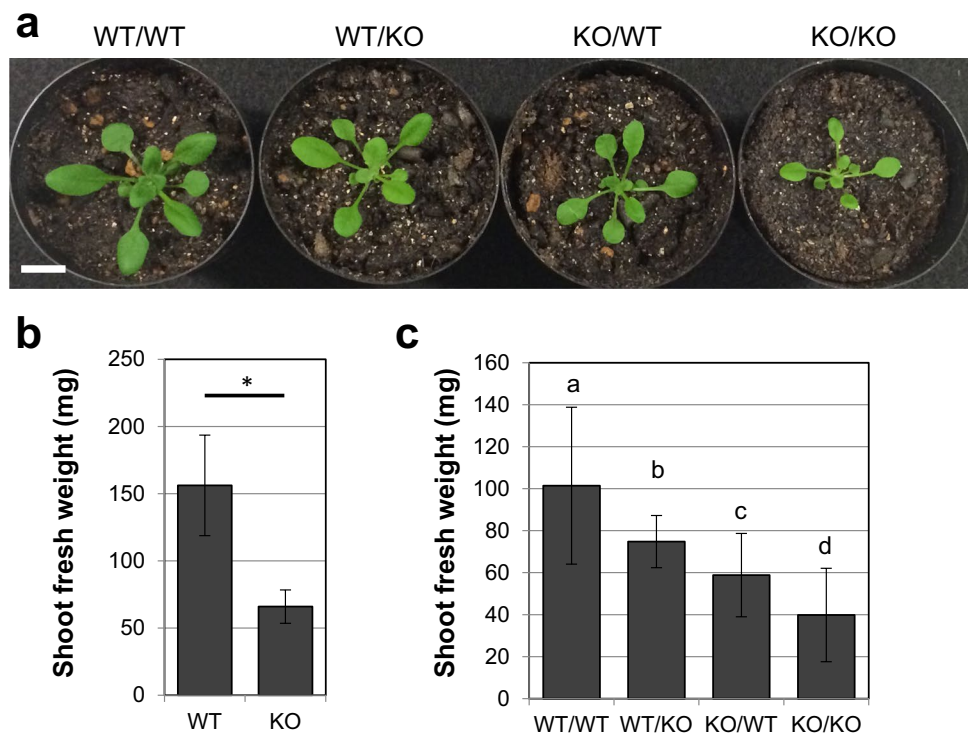 a
WT/WT WT/KO KO/WT KO/KO
b
Shoot fresh weight (mg)
250
200
150
100
50
0
*
WT KO
c
Shoot fresh weight (mg)
160
140
120
100
80
60
40
20
0
a
b
c
d
WT/WT WT/KO KO/WT KO/KO